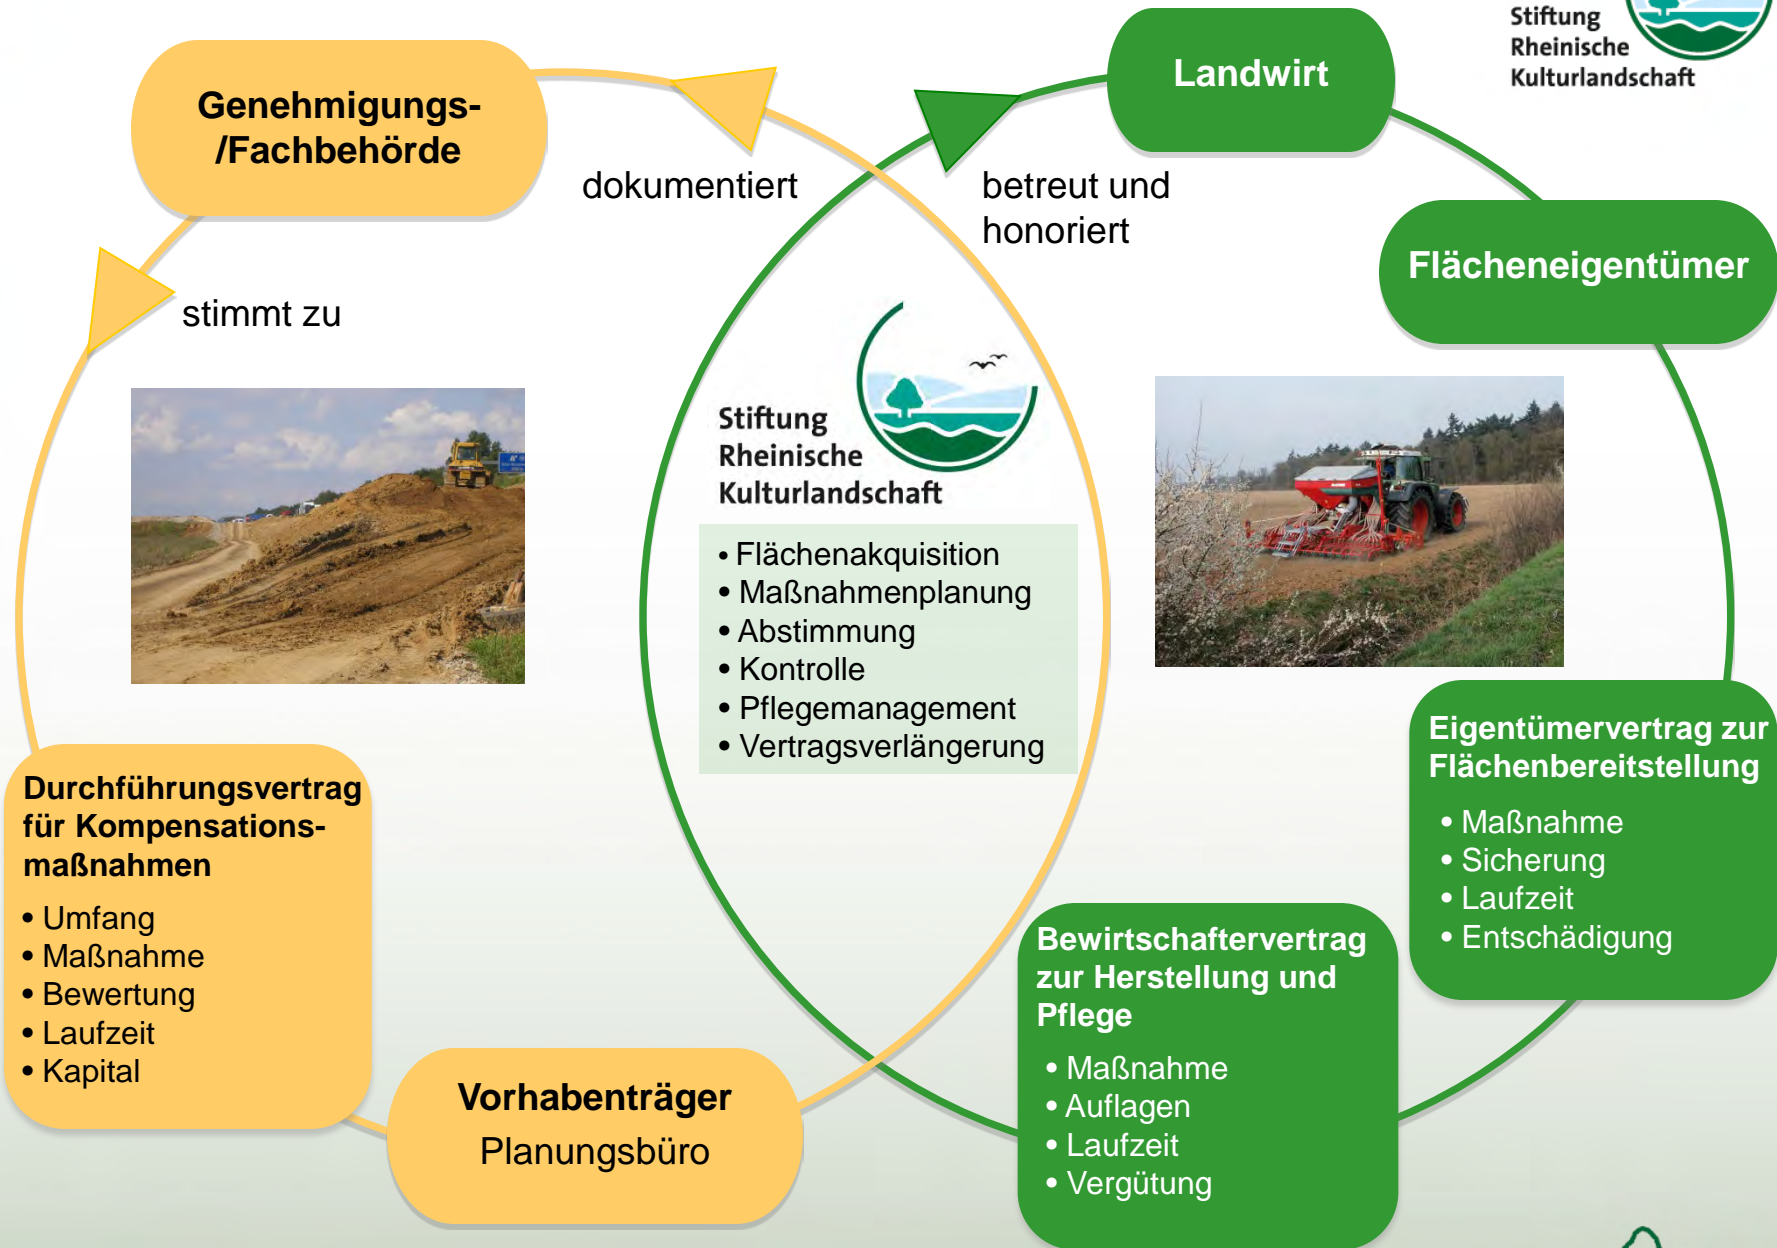 Stiftung
Rheinische
Kulturlandschaft
Genehmigungs-
/Fachbehörde
Landwirt
dokumentiert
betreut und
honoriert
Flächeneigentümer
stimmt zu
Stiftung
Rheinische
Kulturlandschaft
• Flächenakquisition
• Maßnahmenplanung
• Abstimmung
• Kontrolle
• Pflegemanagement
• Vertragsverlängerung
Durchführungsvertrag
für Kompensations-
maßnahmen
• Umfang
• Maßnahme
• Bewertung
• Laufzeit
• Kapital
Vorhabenträger
Planungsbüro
Bewirtschaftervertrag
zur Herstellung und
Pflege
• Maßnahme
• Auflagen
• Laufzeit
• Vergütung
Eigentümervertrag zur
Flächenbereitstellung
• Maßnahme
• Sicherung
• Laufzeit
• Entschädigung